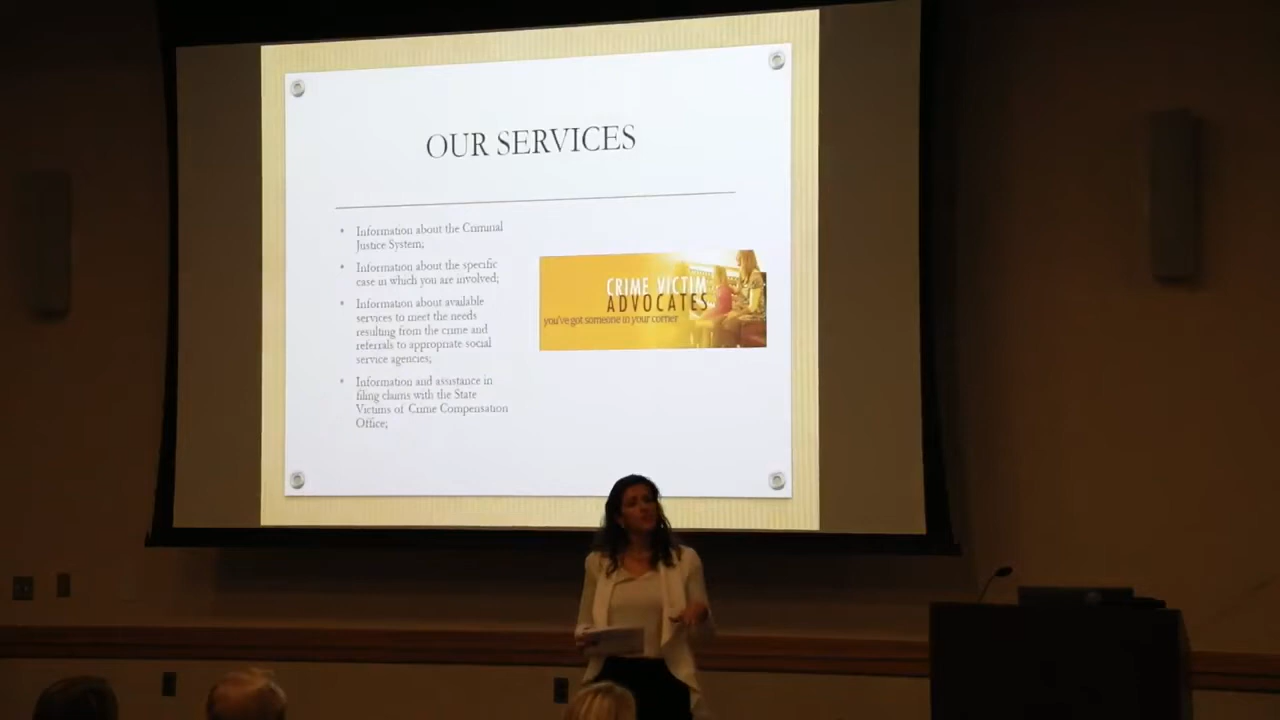 OUR SERVICES
• Information about the Criminal
Justice System;
• Information about the specific
case in which you are involved;
• Information about available
services to meet the needs
resulting from the crime and
referrals to appropriate social
service agencies;
• Information and assistance in
filing claims with the State
Victims of Crime Compensation
Office;
CRIME VICTIM
ADVOCATES
you've got someone in your corner